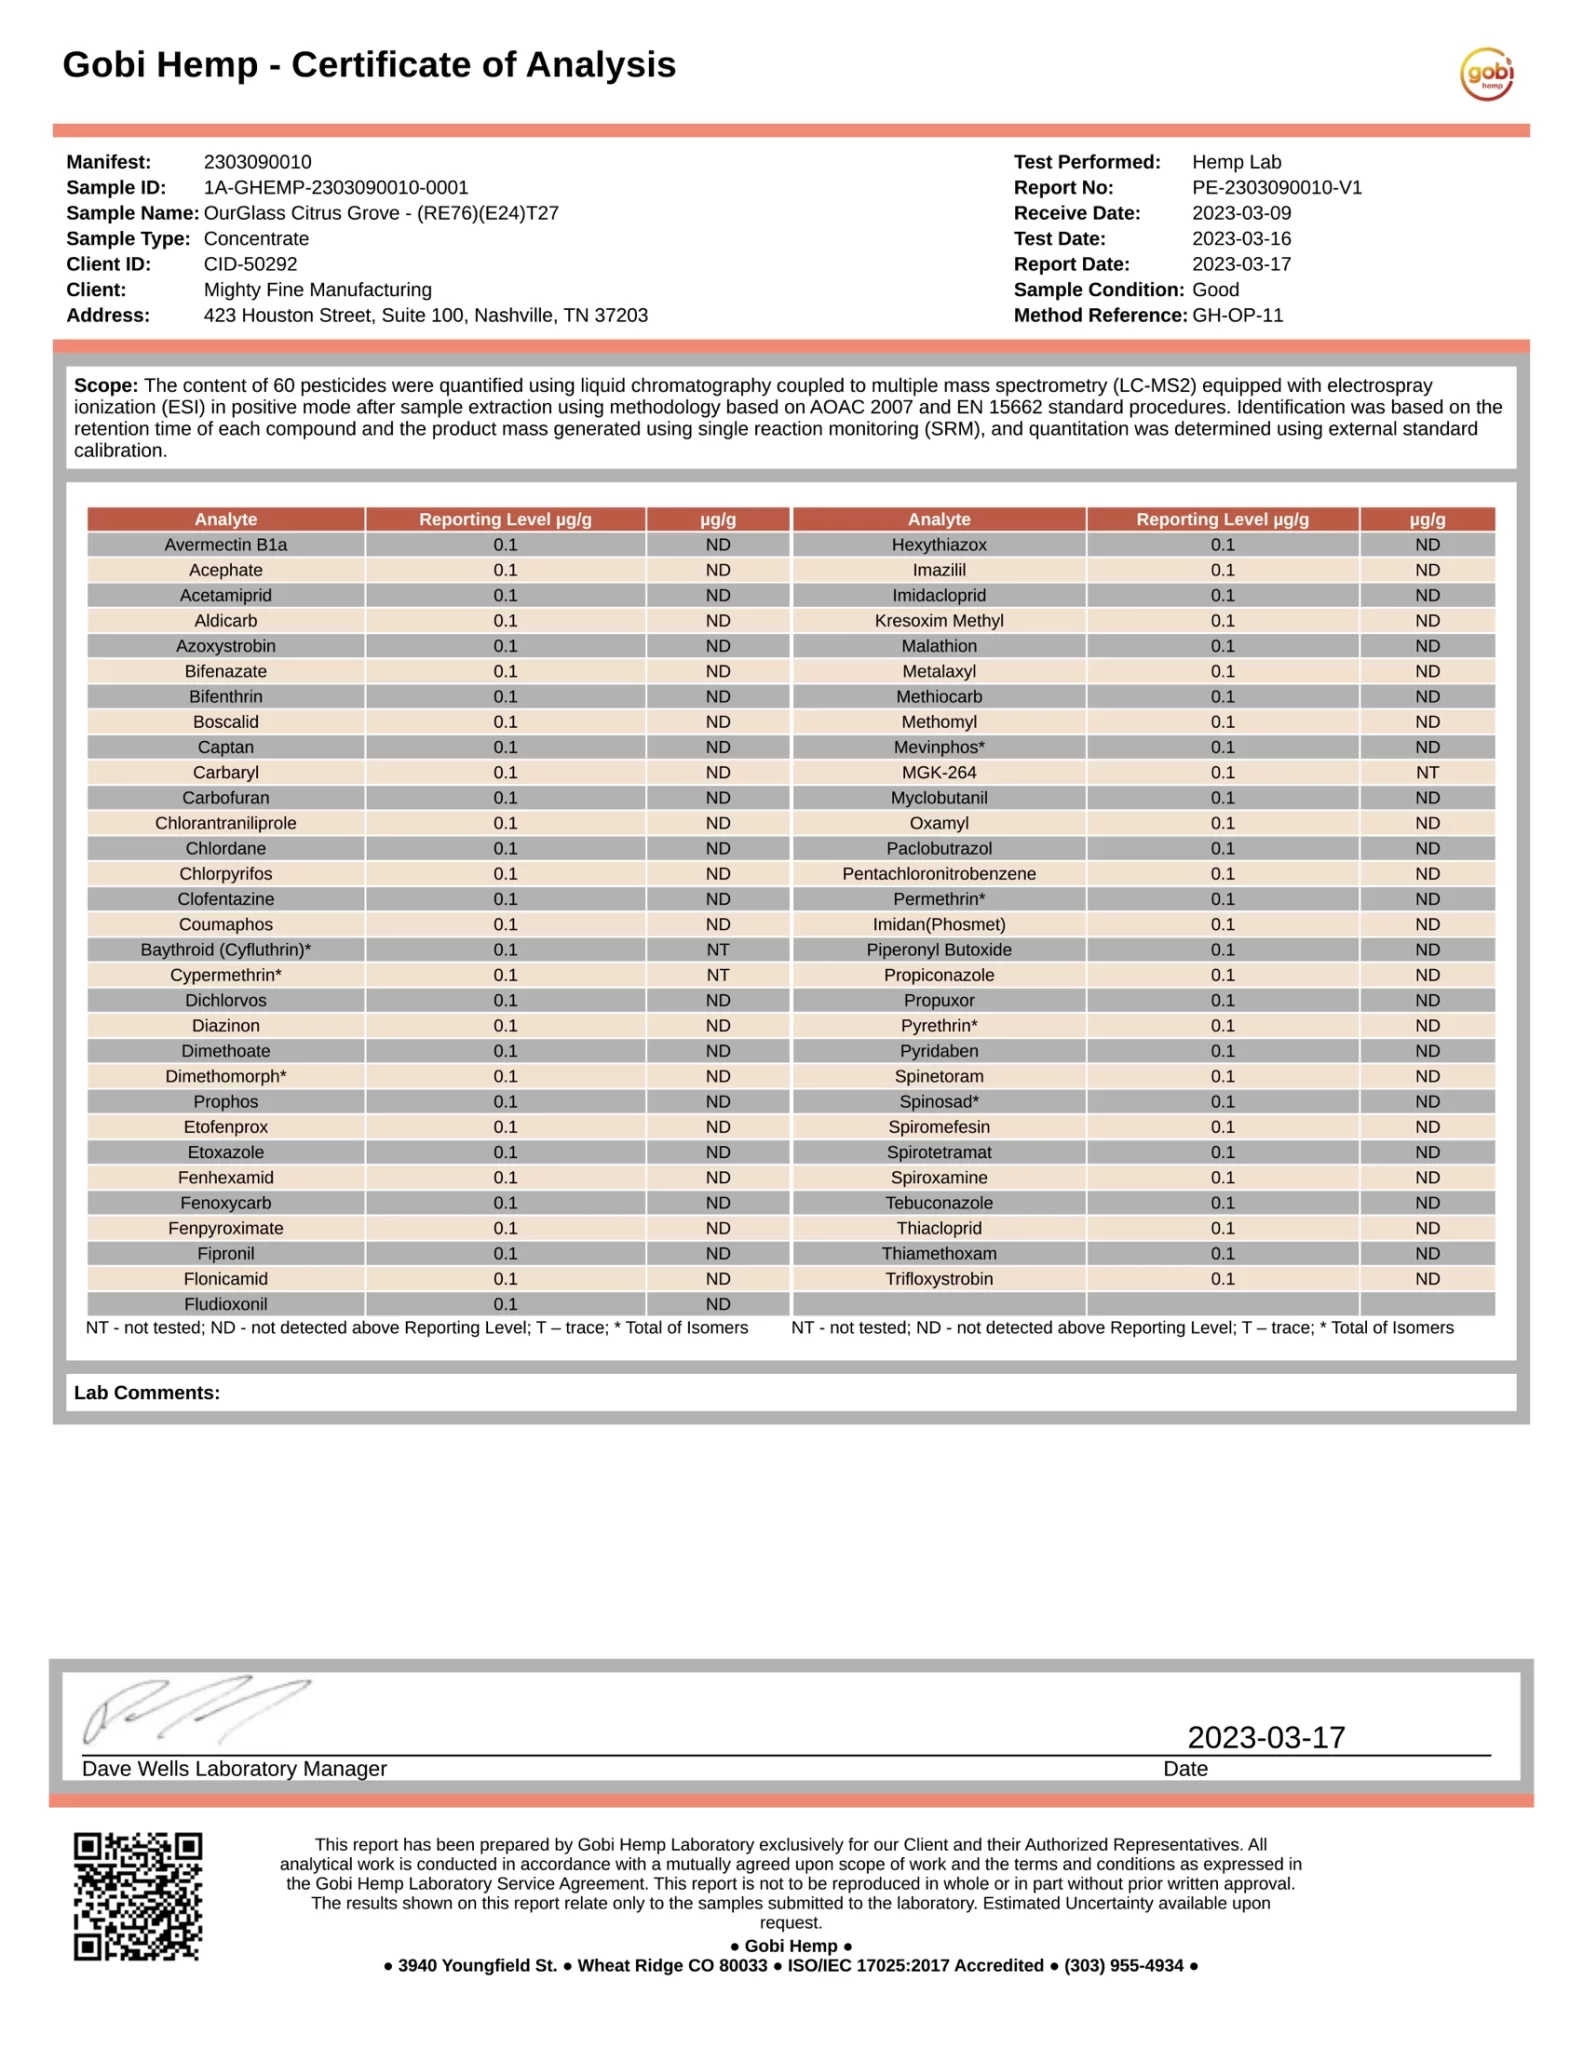 Gobi Hemp - Certificate of Analysis
gobi
hemp
Manifest: 2303090010
Sample ID: 1A-GHEMP-2303090010-0001
Sample Name: OurGlass Citrus Grove - (RE76)(E24)T27
Sample Type: Concentrate
Client ID: CID-50292
Client: Mighty Fine Manufacturing
Address: 423 Houston Street, Suite 100, Nashville, TN 37203
Test Performed: Hemp Lab
Report No: PE-2303090010-V1
Receive Date: 2023-03-09
Test Date: 2023-03-16
Report Date: 2023-03-17
Sample Condition: Good
Method Reference: GH-OP-11
Scope: The content of 60 pesticides were quantified using liquid chromatography coupled to multiple mass spectrometry (LC-MS2) equipped with electrospray
ionization (ESI) in positive mode after sample extraction using methodology based on AOAC 2007 and EN 15662 standard procedures. Identification was based on the
retention time of each compound and the product mass generated using single reaction monitoring (SRM), and quantitation was determined using external standard
calibration.
Analyte Reporting Level µg/g µg/g Analyte Reporting Level µg/g µg/g
Avermectin B1a 0.1 ND Hexythiazox 0.1 ND
Acephate 0.1 ND Imazilil 0.1 ND
Acetamiprid 0.1 ND Imidacloprid 0.1 ND
Aldicarb 0.1 ND Kresoxim Methyl 0.1 ND
Azoxystrobin 0.1 ND Malathion 0.1 ND
Bifenazate 0.1 ND Metalaxyl 0.1 ND
Bifenthrin 0.1 ND Methiocarb 0.1 ND
Boscalid 0.1 ND Methomyl 0.1 ND
Captan 0.1 ND Mevinphos* 0.1 ND
Carbaryl 0.1 ND MGK-264 0.1 NT
Carbofuran 0.1 ND Myclobutanil 0.1 ND
Chlorantraniliprole 0.1 ND Oxamyl 0.1 ND
Chlordane 0.1 ND Paclobutrazol 0.1 ND
Chlorpyrifos 0.1 ND Pentachloronitrobenzene 0.1 ND
Clofentazine 0.1 ND Permethrin* 0.1 ND
Coumaphos 0.1 ND Imidan(Phosmet) 0.1 ND
Baythroid (Cyfluthrin)* 0.1 NT Piperonyl Butoxide 0.1 ND
Cypermethrin* 0.1 NT Propiconazole 0.1 ND
Dichlorvos 0.1 ND Propuxor 0.1 ND
Diazinon 0.1 ND Pyrethrin* 0.1 ND
Dimethoate 0.1 ND Pyridaben 0.1 ND
Dimethomorph* 0.1 ND Spinetoram 0.1 ND
Prophos 0.1 ND Spinosad* 0.1 ND
Etofenprox 0.1 ND Spiromefesin 0.1 ND
Etoxazole 0.1 ND Spirotetramat 0.1 ND
Fenhexamid 0.1 ND Spiroxamine 0.1 ND
Fenoxycarb 0.1 ND Tebuconazole 0.1 ND
Fenpyroximate 0.1 ND Thiacloprid 0.1 ND
Fipronil 0.1 ND Thiamethoxam 0.1 ND
Flonicamid 0.1 ND Trifloxystrobin 0.1 ND
Fludioxonil 0.1 ND
NT - not tested; ND - not detected above Reporting Level; T – trace; * Total of Isomers NT - not tested; ND - not detected above Reporting Level; T – trace; * Total of Isomers
Lab Comments:
2023-03-17
Dave Wells Laboratory Manager Date
This report has been prepared by Gobi Hemp Laboratory exclusively for our Client and their Authorized Representatives. All
analytical work is conducted in accordance with a mutually agreed upon scope of work and the terms and conditions as expressed in
the Gobi Hemp Laboratory Service Agreement. This report is not to be reproduced in whole or in part without prior written approval.
The results shown on this report relate only to the samples submitted to the laboratory. Estimated Uncertainty available upon
request.
● Gobi Hemp ●
● 3940 Youngfield St. ● Wheat Ridge CO 80033 ● ISO/IEC 17025:2017 Accredited ● (303) 955-4934 ●